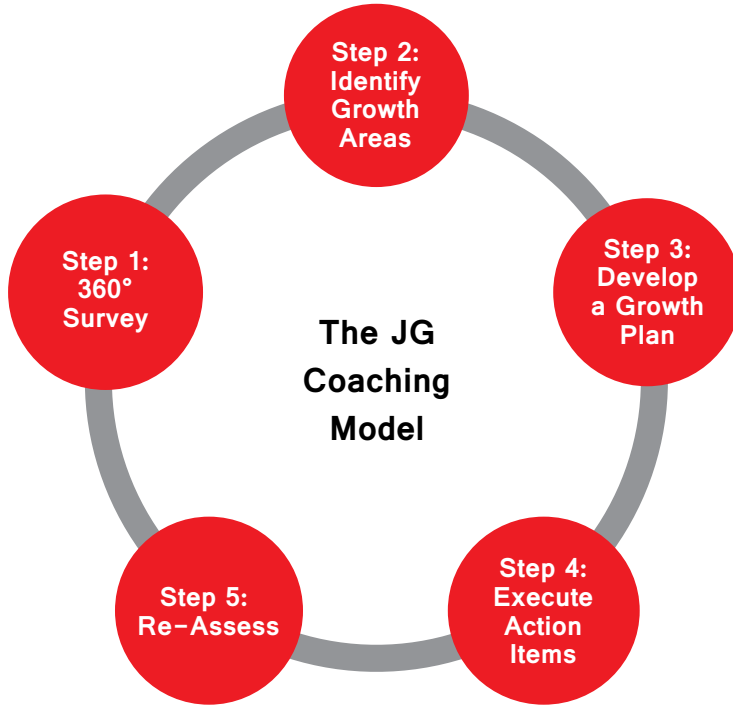 Step 1:
360°
Survey
Step 2:
Identify
Growth
Areas
Step 3:
Develop
a Growth
Plan
Step 4:
Execute
Action
Items
Step 5:
Re-Assess
The JG
Coaching
Model